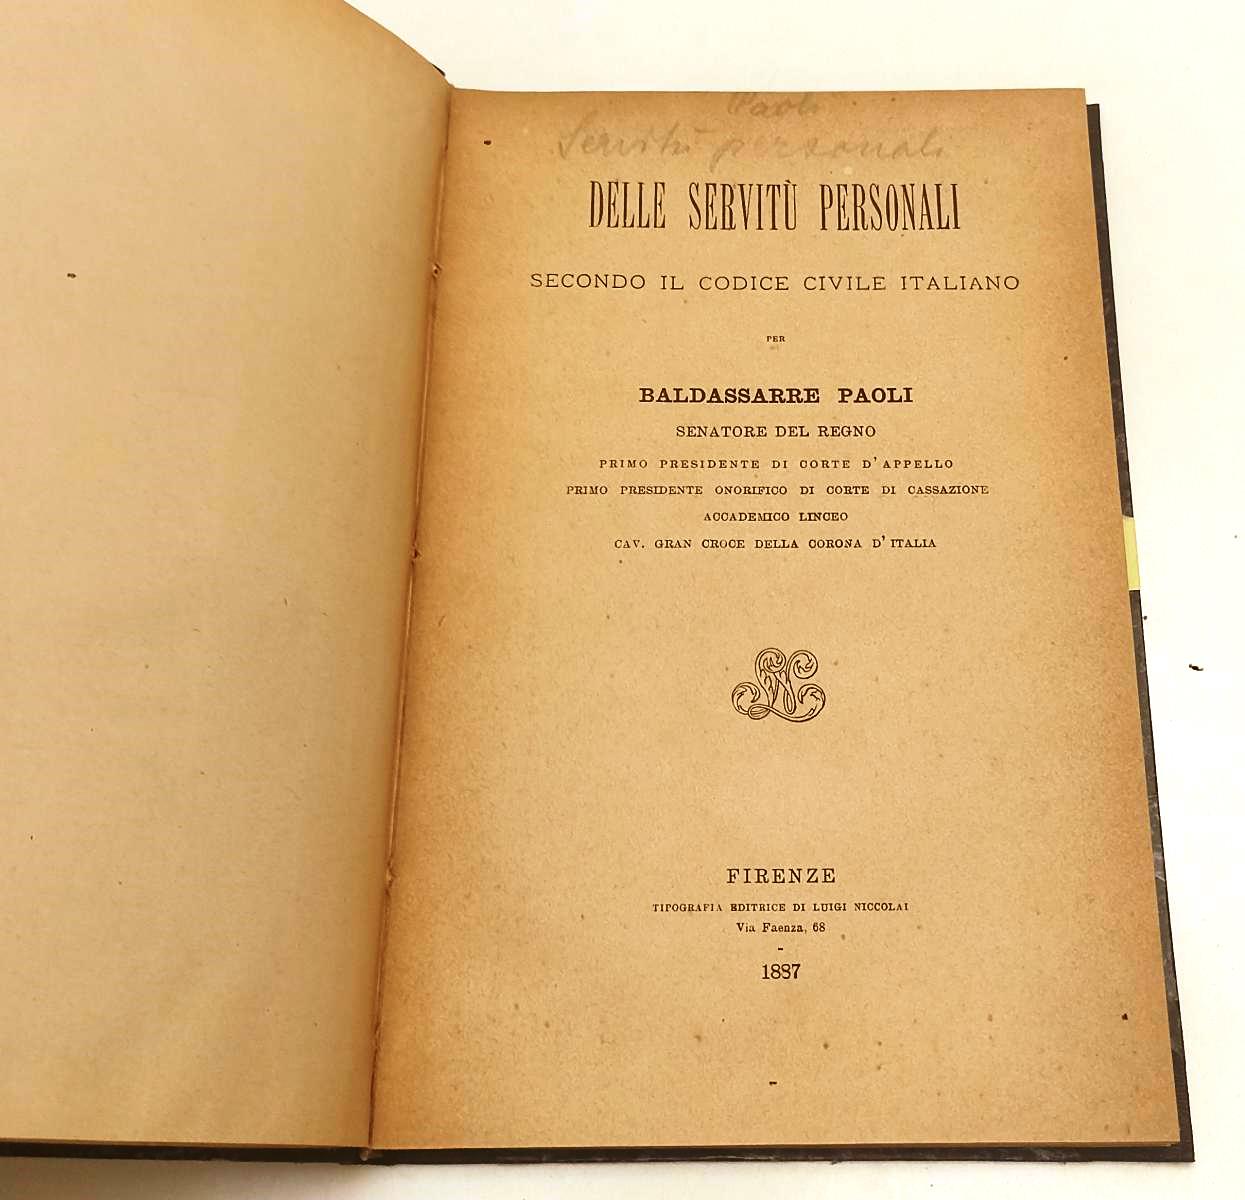 Paoli
Servitù personali
DELLE SERVITÙ PERSONALI
SECONDO IL CODICE CIVILE ITALIANO
PER
BALDASSARRE PAOLI
SENATORE DEL REGNO
PRIMO PRESIDENTE DI CORTE D'APPELLO
PRIMO PRESIDENTE ONORIFICO DI CORTE DI CASSAZIONE
ACCADEMICO LINCEO
CAV. GRAN CROCE DELLA CORONA D'ITALIA
FIRENZE
TIPOGRAFIA EDITRICE DI LUIGI NICCOLAI
Via Faenza, 68
-
1887